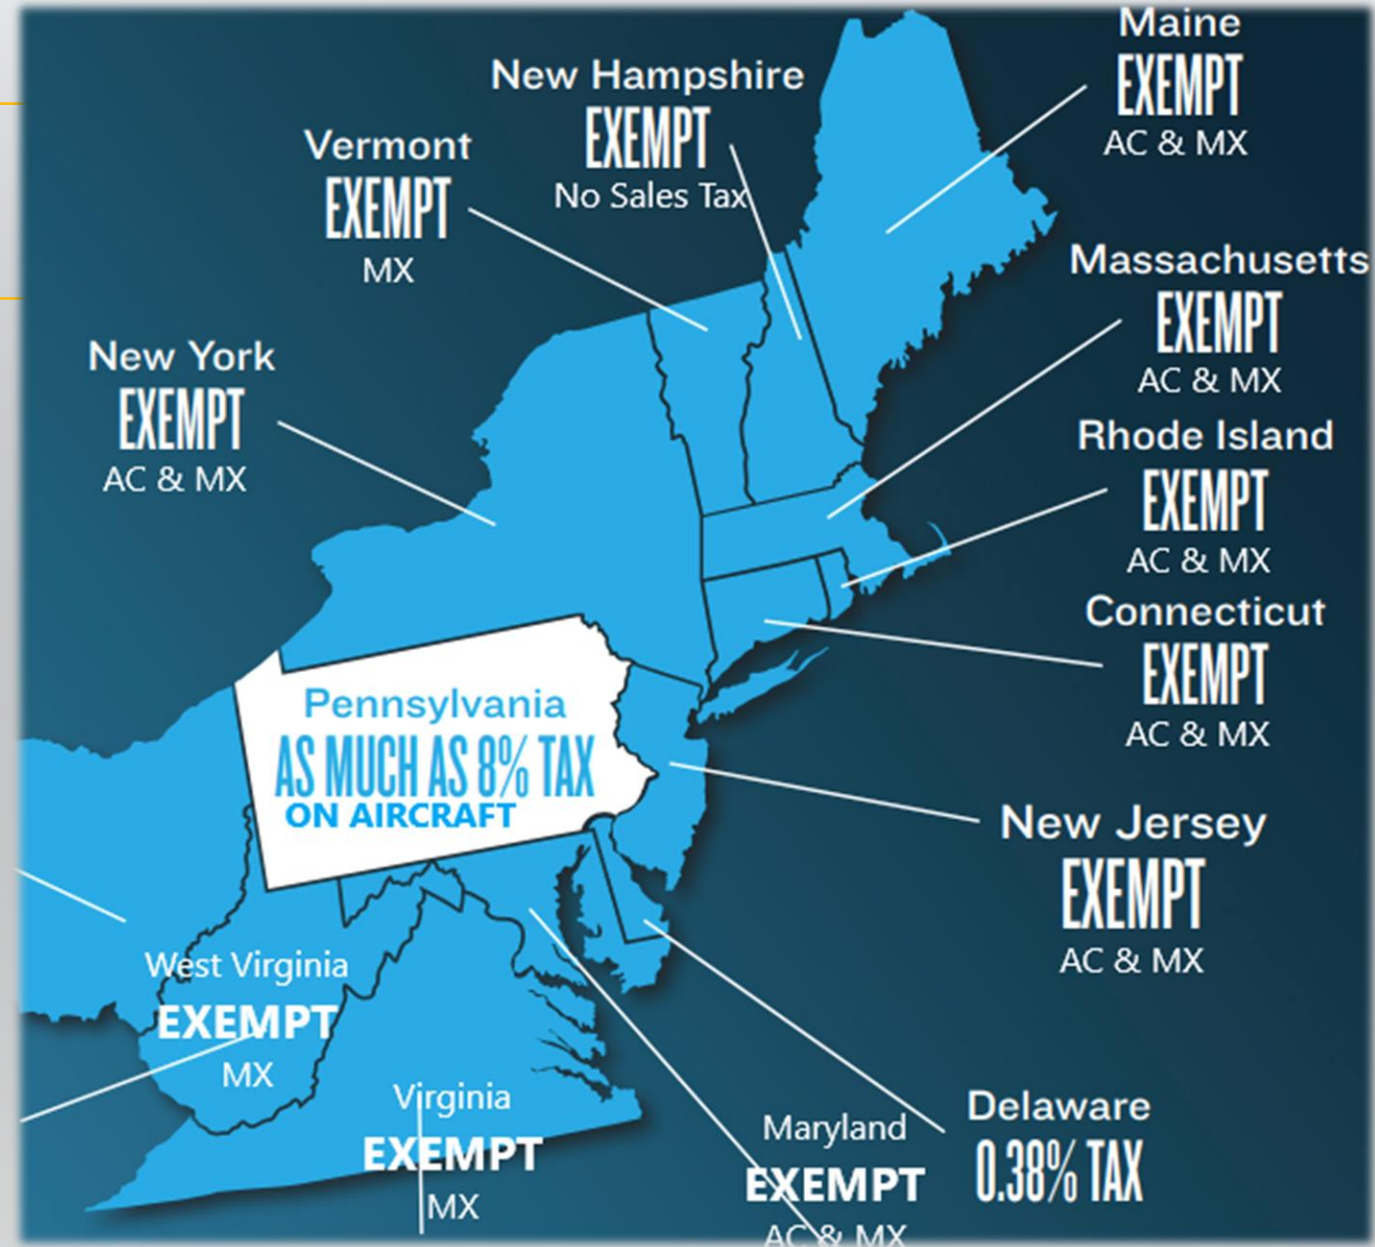 Maine
EXEMPT
AC & MX
New Hampshire
EXEMPT
No Sales Tax
Vermont
EXEMPT
MX
Massachusetts
EXEMPT
AC & MX
New York
EXEMPT
AC & MX
Rhode Island
EXEMPT
AC & MX
Connecticut
EXEMPT
AC & MX
Pennsylvania
AS MUCH AS 8% TAX
ON AIRCRAFT
New Jersey
EXEMPT
AC & MX
West Virginia
EXEMPT
MX
Virginia
EXEMPT
MX
Maryland
EXEMPT
AC & MX
Delaware
0.38% TAX